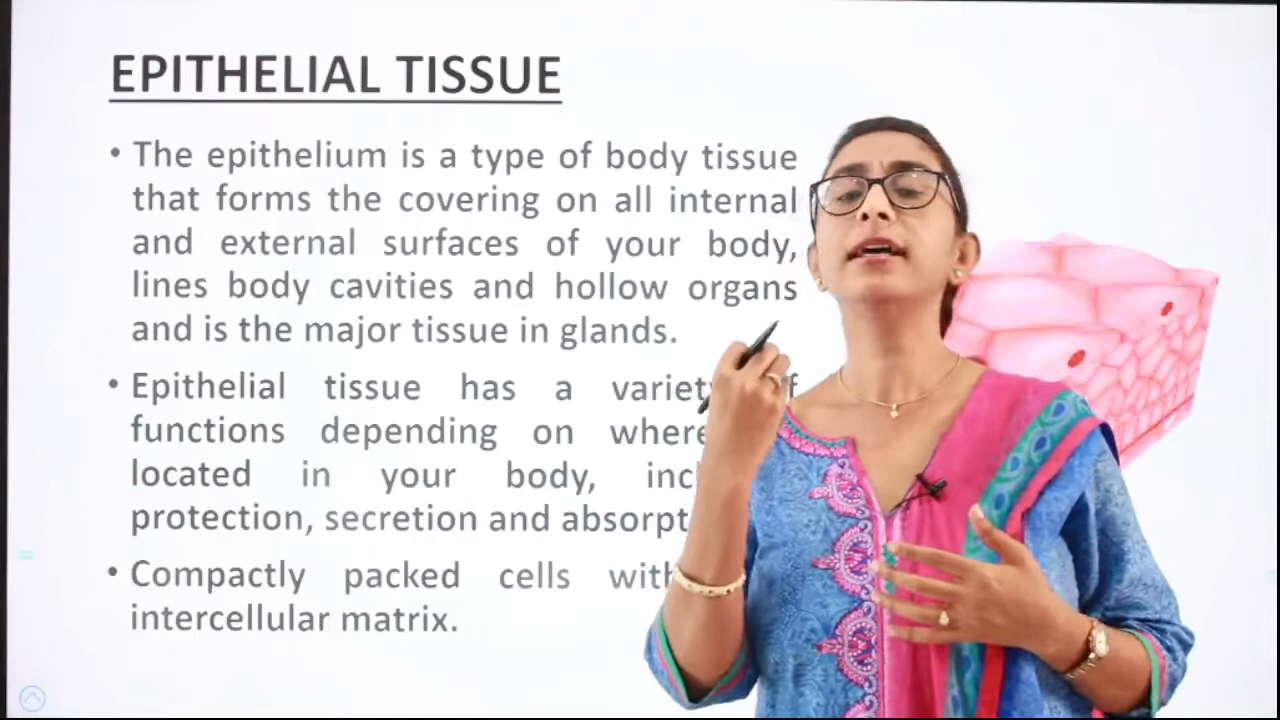 EPITHELIAL TISSUE
• The epithelium is a type of body tissue
that forms the covering on all internal
and external surfaces of your body,
lines body cavities and hollow organs
and is the major tissue in glands.
• Epithelial tissue has a
functions depending on
located in your body,
protection, secretion and
• Compactly packed cells
intercellular matrix.